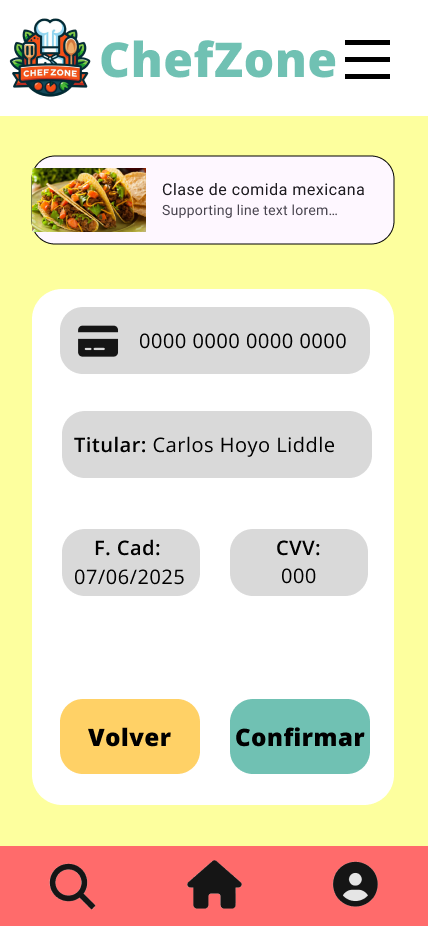 CHEF ZONE
ChefZone
Clase de comida mexicana
Supporting line text lorem...
0000 0000 0000 0000
Titular: Carlos Hoyo Liddle
F. Cad:
07/06/2025
CVV:
000
Volver
Confirmar